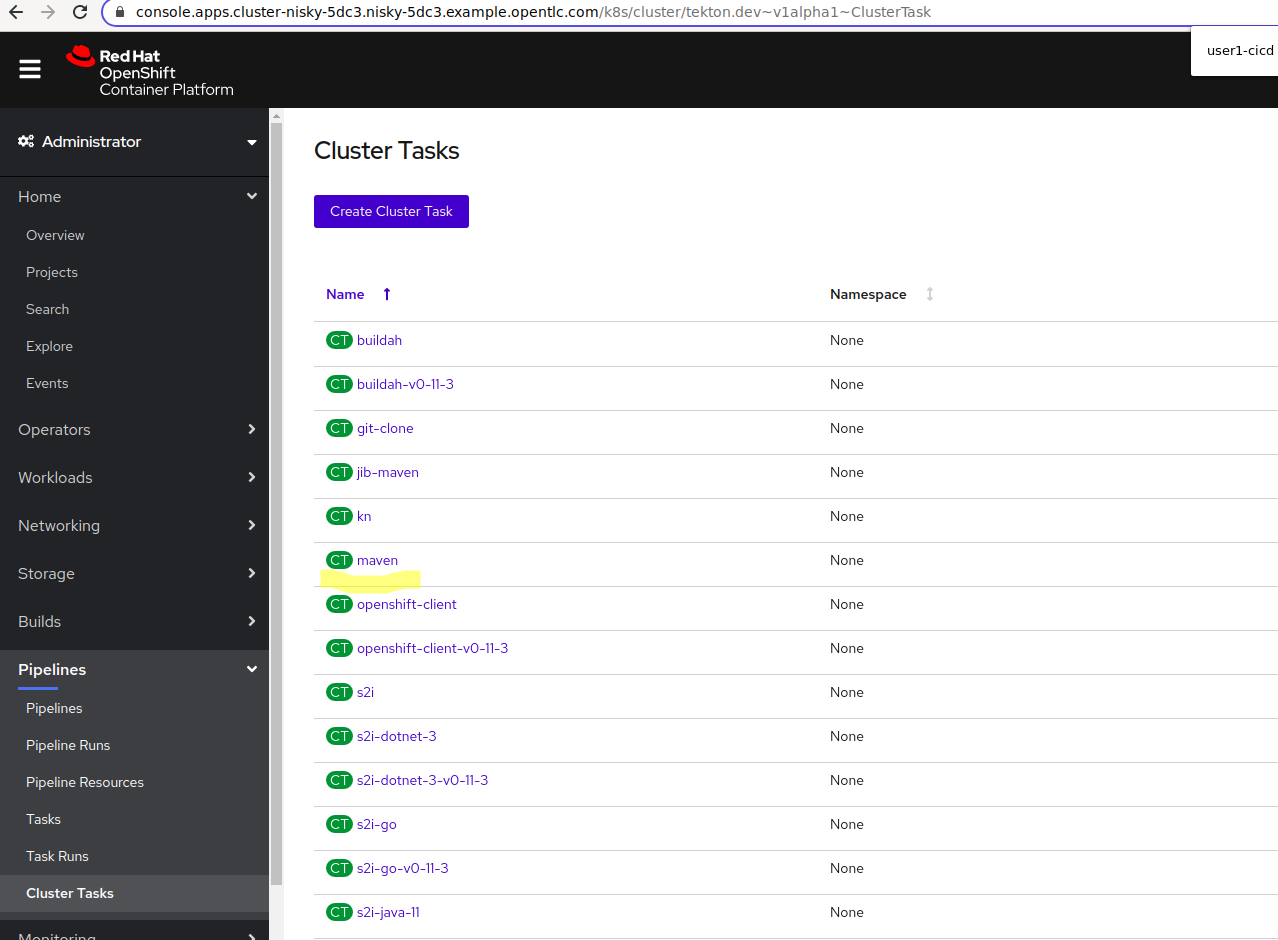 console.apps.cluster-nisky-5dc3.nisky-5dc3.example.opentlc.com/k8s/cluster/tekton.dev~v1alpha1~ClusterTask
user1-cicd
Red Hat
OpenShift
Container Platform
Administrator
Home
Overview
Projects
Search
Explore
Events
Operators
Workloads
Networking
Storage
Builds
Pipelines
Pipelines
Pipeline Runs
Pipeline Resources
Tasks
Task Runs
Cluster Tasks
Monitoring
Cluster Tasks
Create Cluster Task
Name Namespace
CT buildah None
CT buildah-v0-11-3 None
CT git-clone None
CT jib-maven None
CT kn None
CT maven None
CT openshift-client None
CT openshift-client-v0-11-3 None
CT s2i None
CT s2i-dotnet-3 None
CT s2i-dotnet-3-v0-11-3 None
CT s2i-go None
CT s2i-go-v0-11-3 None
CT s2i-java-11 None